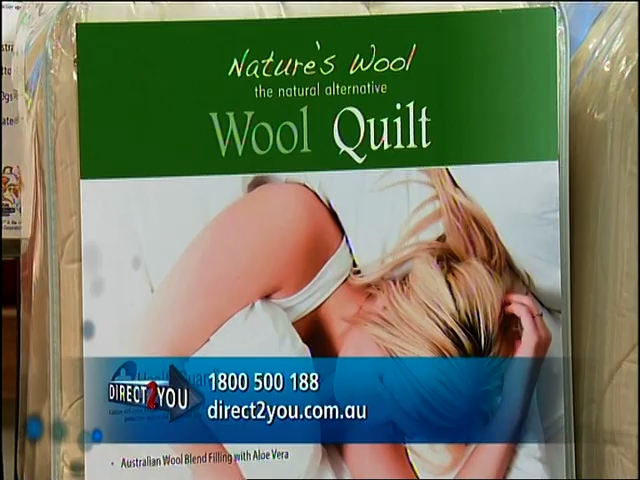 Nature's Wool
the natural alternative
Wool Quilt
DIRECT2YOU
1800 500 188
direct2you.com.au
• Australian Wool Blend Filling with Aloe Vera